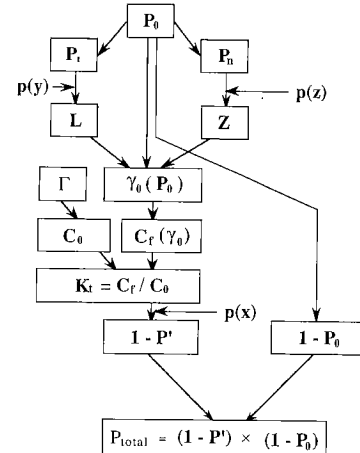 P₀
Pₜ
Pₙ
p(y)
p(z)
L
Z
γ₀(P₀)
Γ
C₀
C_f(γ₀)
Kₜ = C_f / C₀
p(x)
1 - P'
1 - P₀
P_total = (1 - P') × (1 - P₀)